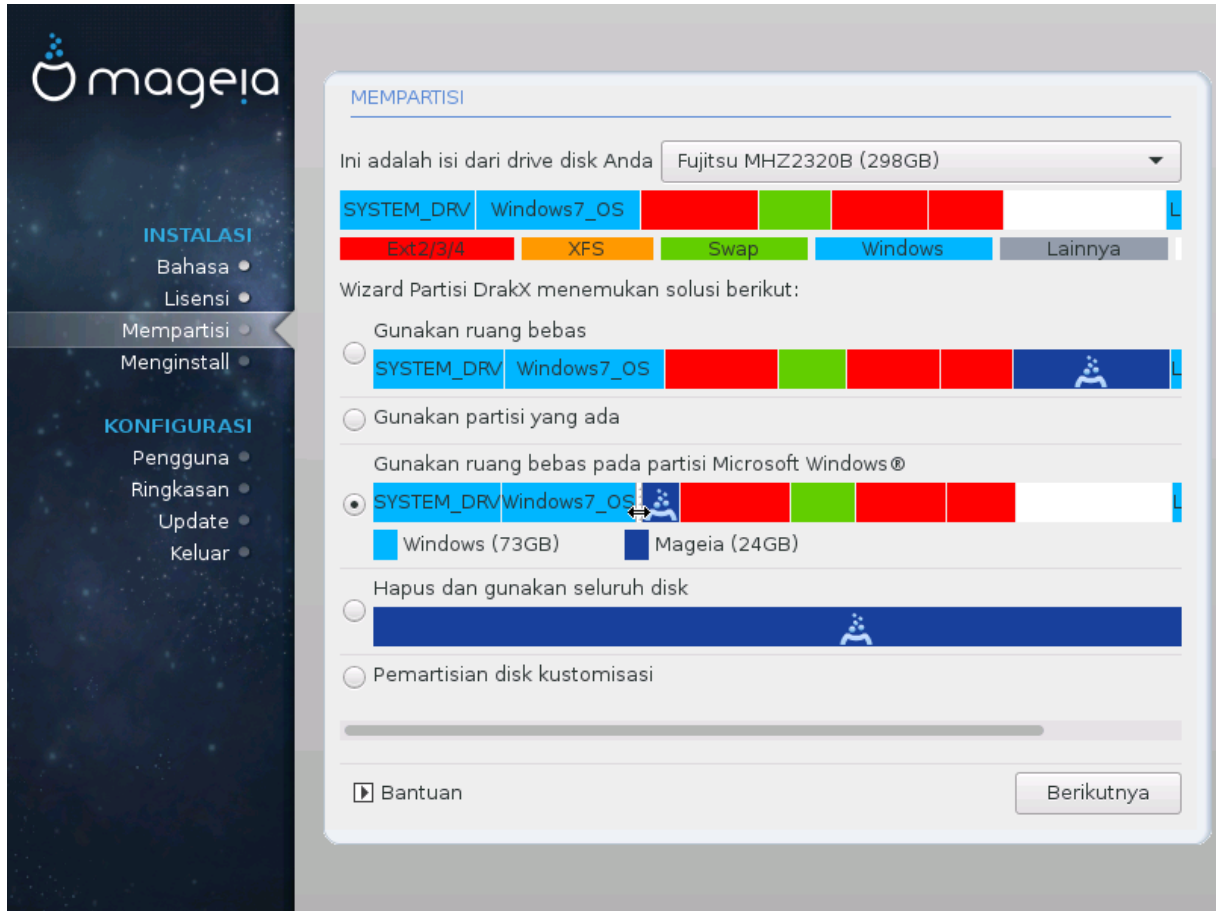 mageia
INSTALASI
Bahasa
Lisensi
Mempartisi
Menginstall
KONFIGURASI
Pengguna
Ringkasan
Update
Keluar
MEMPARTISI
Ini adalah isi dari drive disk Anda Fujitsu MHZ2320B (298GB)
SYSTEM_DRV Windows7_OS L
Ext2/3/4 XFS Swap Windows Lainnya
Wizard Partisi DrakX menemukan solusi berikut:
Gunakan ruang bebas
SYSTEM_DRV Windows7_OS L
Gunakan partisi yang ada
Gunakan ruang bebas pada partisi Microsoft Windows®
SYSTEM_DRV Windows7_OS L
Windows (73GB) Mageia (24GB)
Hapus dan gunakan seluruh disk
Pemartisian disk kustomisasi
Bantuan
Berikutnya